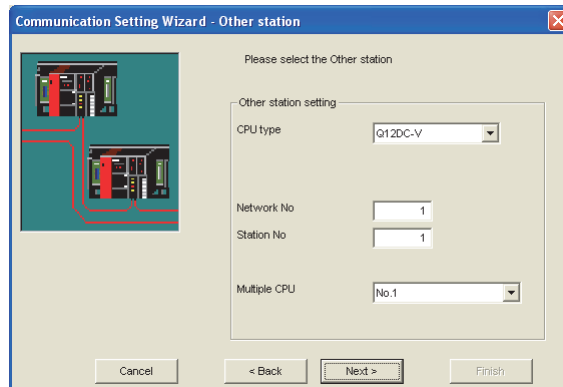 Communication Setting Wizard - Other station
Please select the Other station
Other station setting
CPU type
Q12DC-V
Network No
1
Station No
1
Multiple CPU
No.1
Cancel
< Back
Next >
Finish